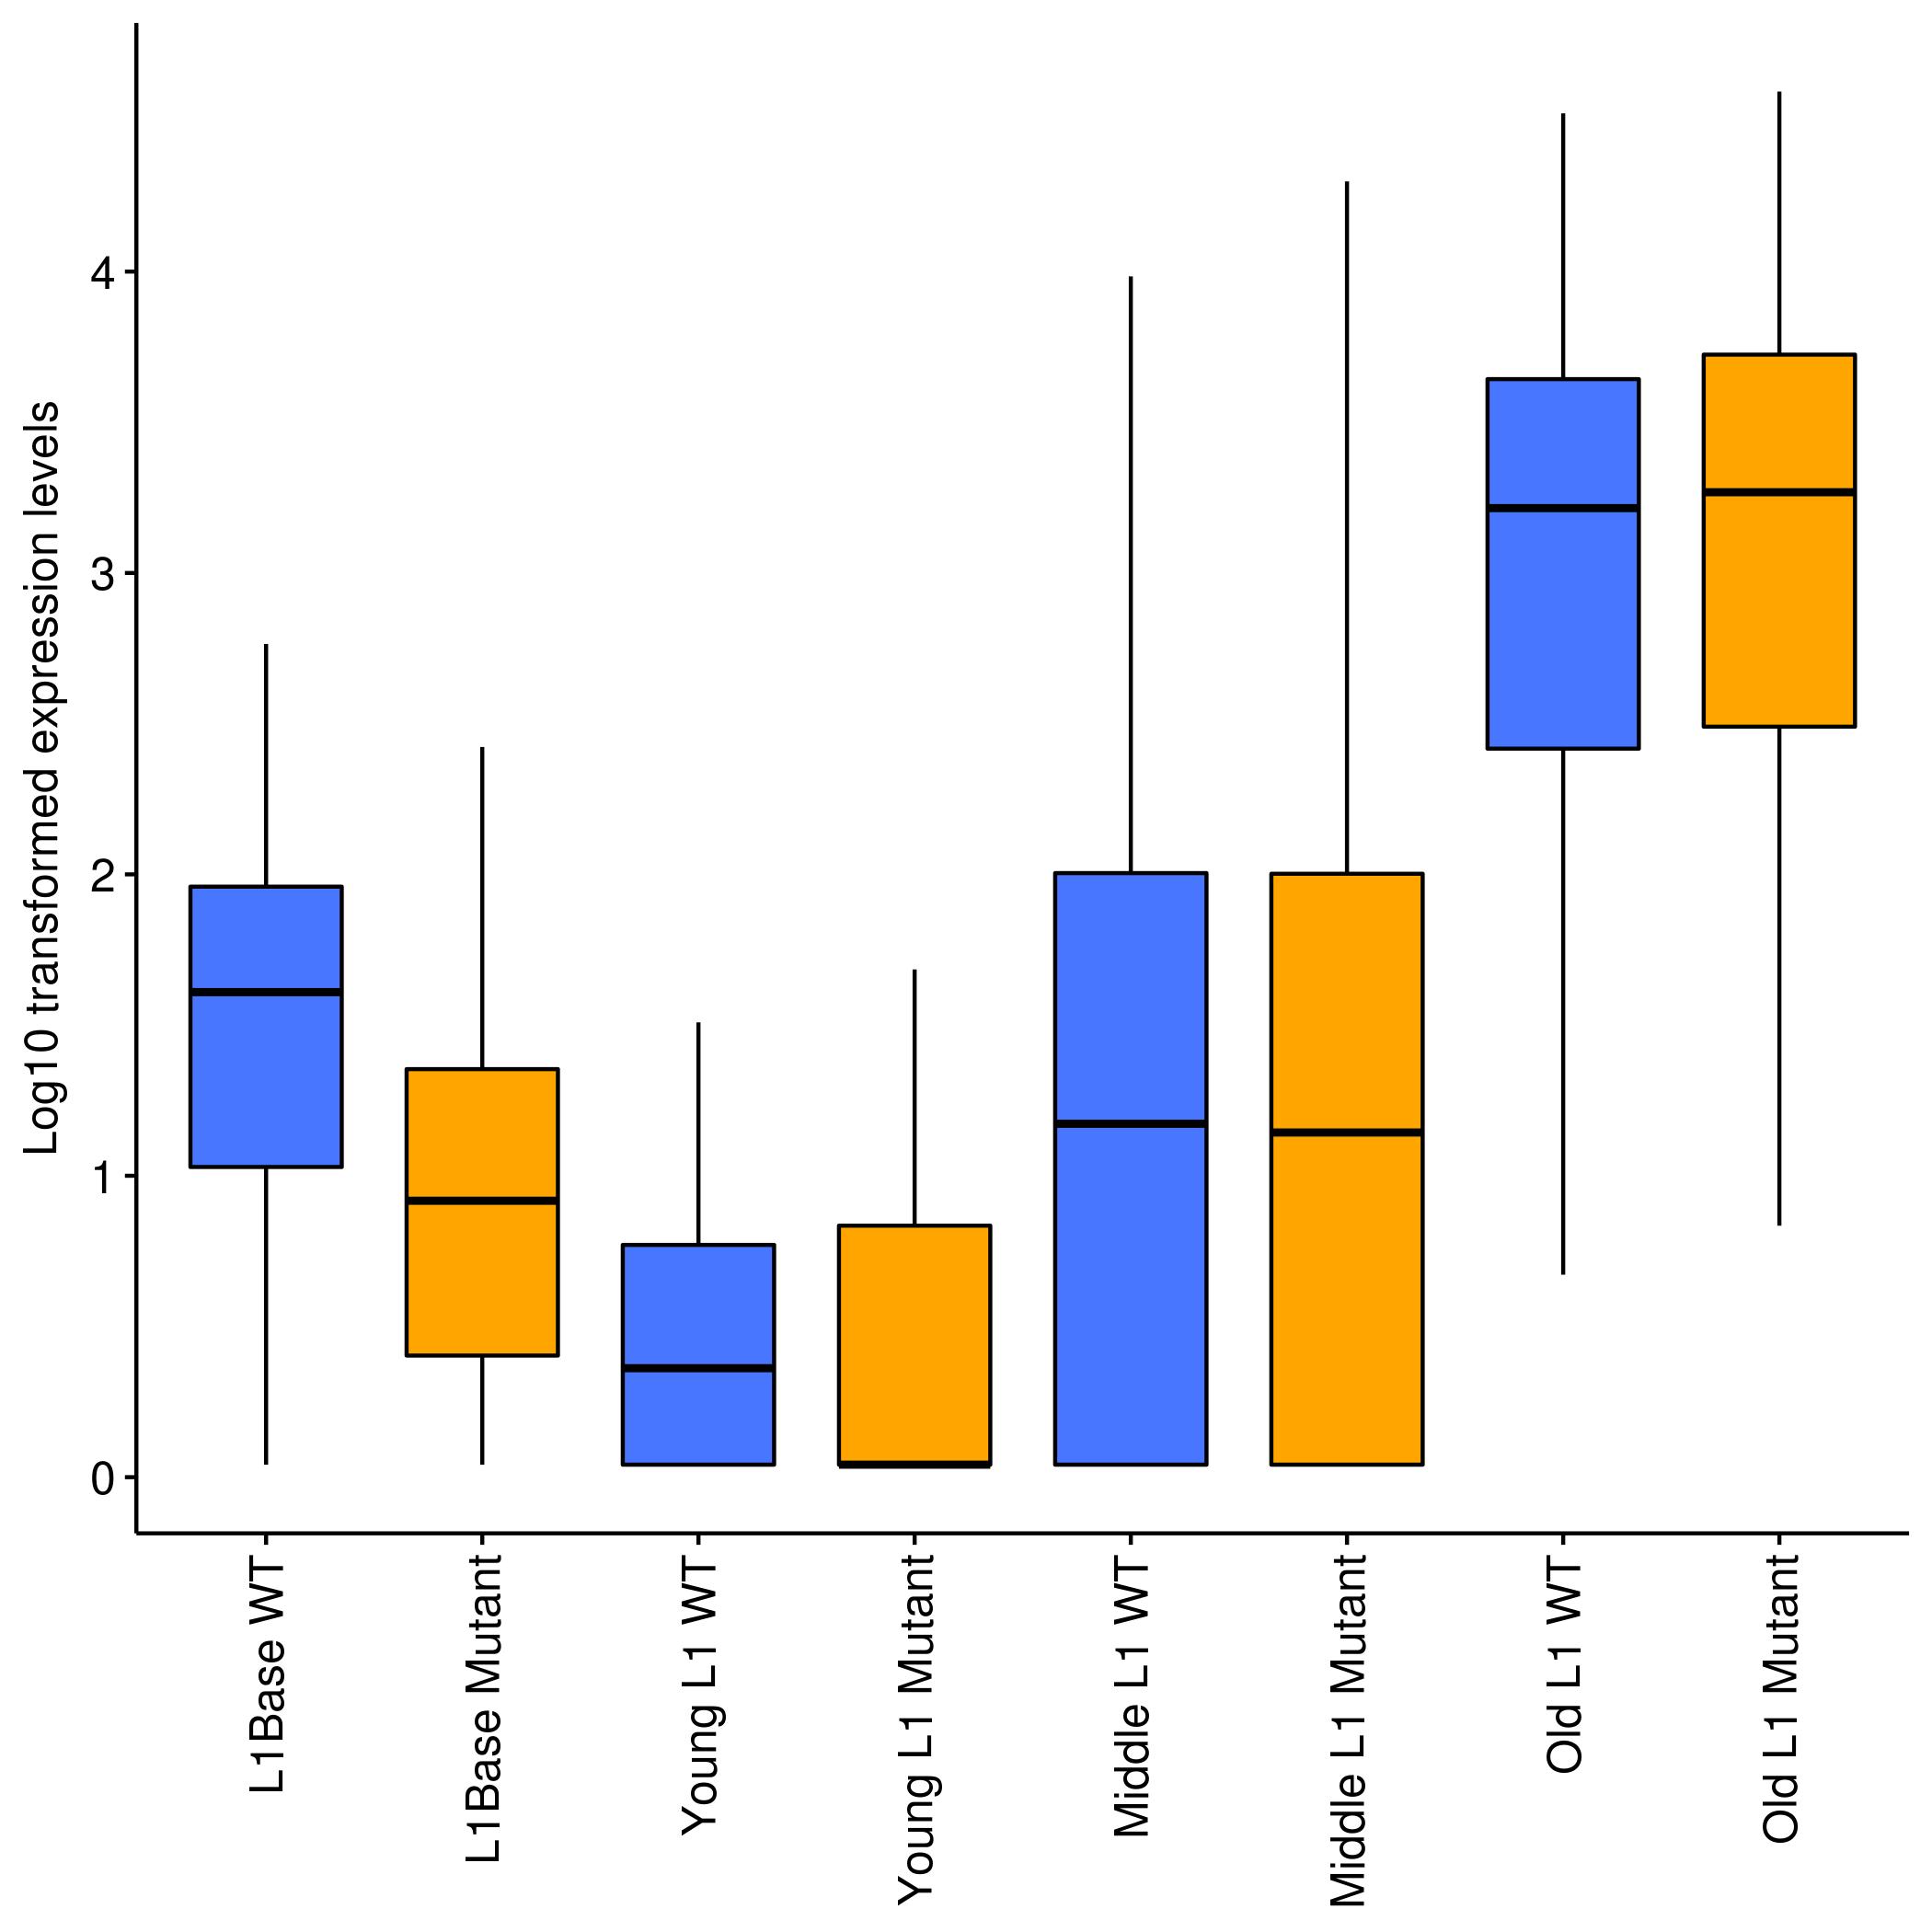 Log10 transformed expression levels
4
3
2
1
0
L1Base WT
L1Base Mutant
Young L1 WT
Young L1 Mutant
Middle L1 WT
Middle L1 Mutant
Old L1 WT
Old L1 Mutant